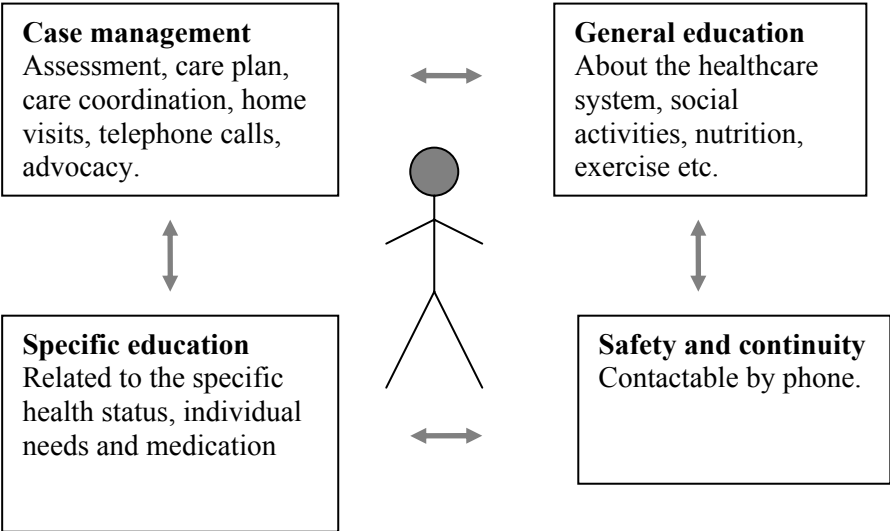 Case management
Assessment, care plan,
care coordination, home
visits, telephone calls,
advocacy.
General education
About the healthcare
system, social
activities, nutrition,
exercise etc.
Specific education
Related to the specific
health status, individual
needs and medication
Safety and continuity
Contactable by phone.